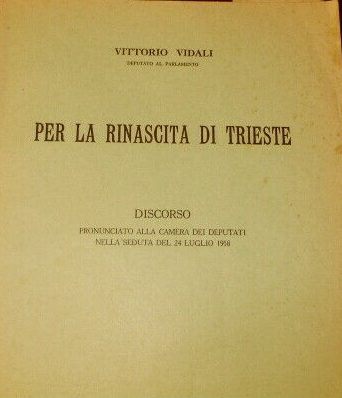 VITTORIO VIDALI
DEPUTATO AL PARLAMENTO
PER LA RINASCITA DI TRIESTE
DISCORSO
PRONUNCIATO ALLA CAMERA DEI DEPUTATI
NELLA SEDUTA DEL 24 LUGLIO 1958